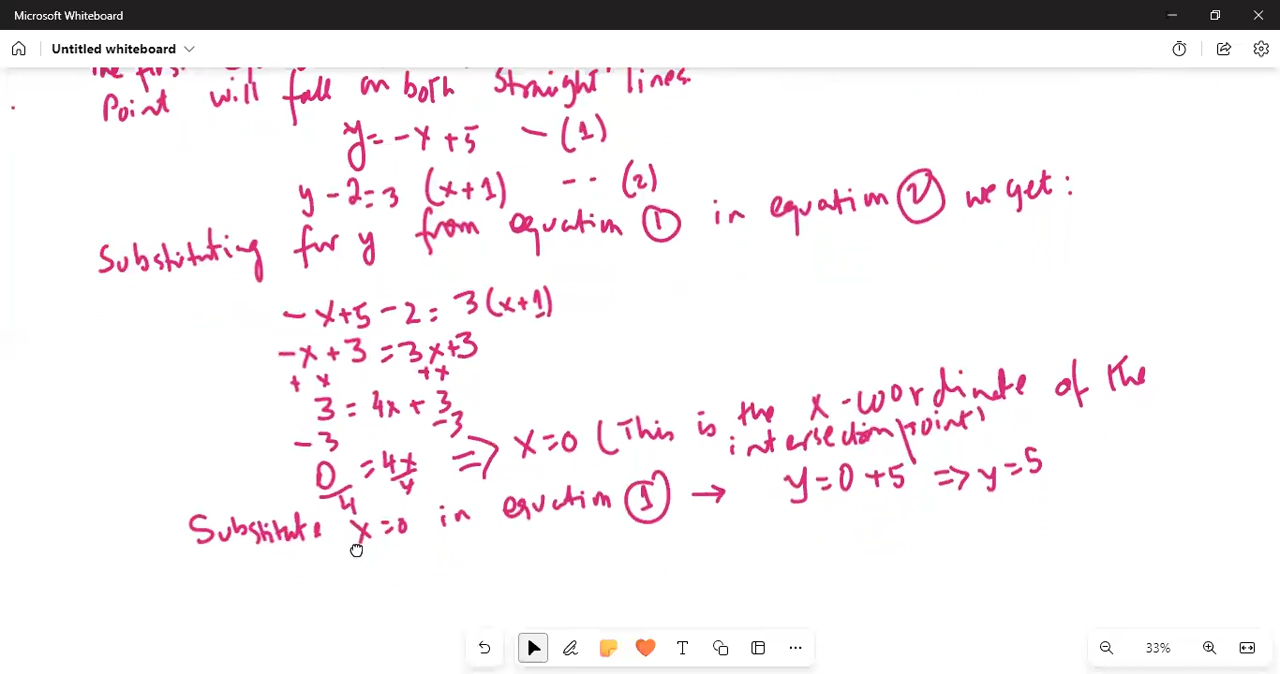 Microsoft Whiteboard
Untitled whiteboard
the first
Point will fall on both straight lines.
y = -x + 5 - (1)
y - 2 = 3 (x+1) -- (2)
Substituting for y from equation 1 in equation 2 we get:
-x+5-2 = 3(x+1)
-x+3 = 3x+3
+x +x
3 = 4x + 3
-3 -3
0/4 = 4x/4 => x=0 (This is the x-coordinate of the intersection point)
Substitute x=0 in equation 1 → y=0+5 => y=5
33%